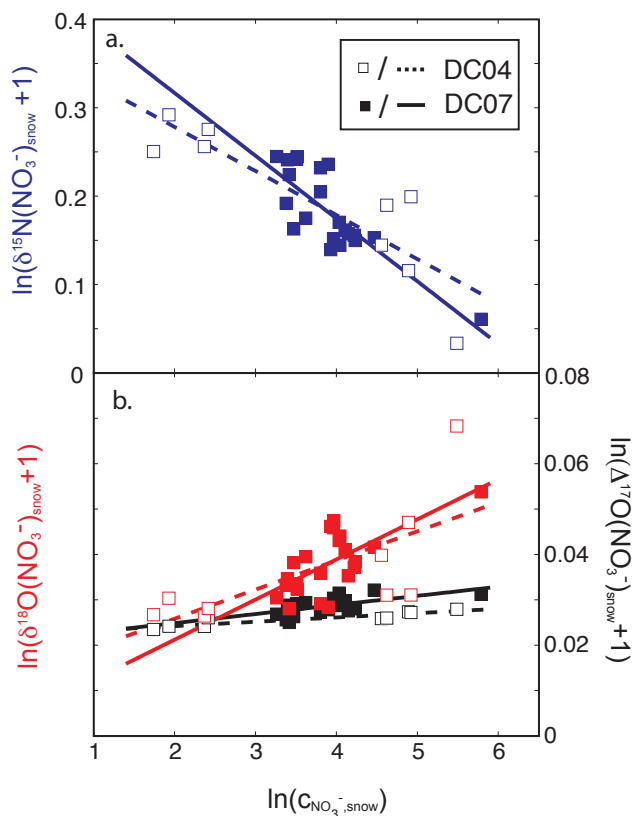 a.
0.4
0.3
0.2
0.1
0
ln(δ¹⁵N(NO₃⁻)snow +1)
/ DC04
/ DC07
b.
ln(δ¹⁸O(NO₃⁻)snow+1)
0.08
0.06
0.04
0.02
0
ln(Δ¹⁷O(NO₃⁻)snow+1)
1 2 3 4 5 6
ln(cNO₃⁻,snow)